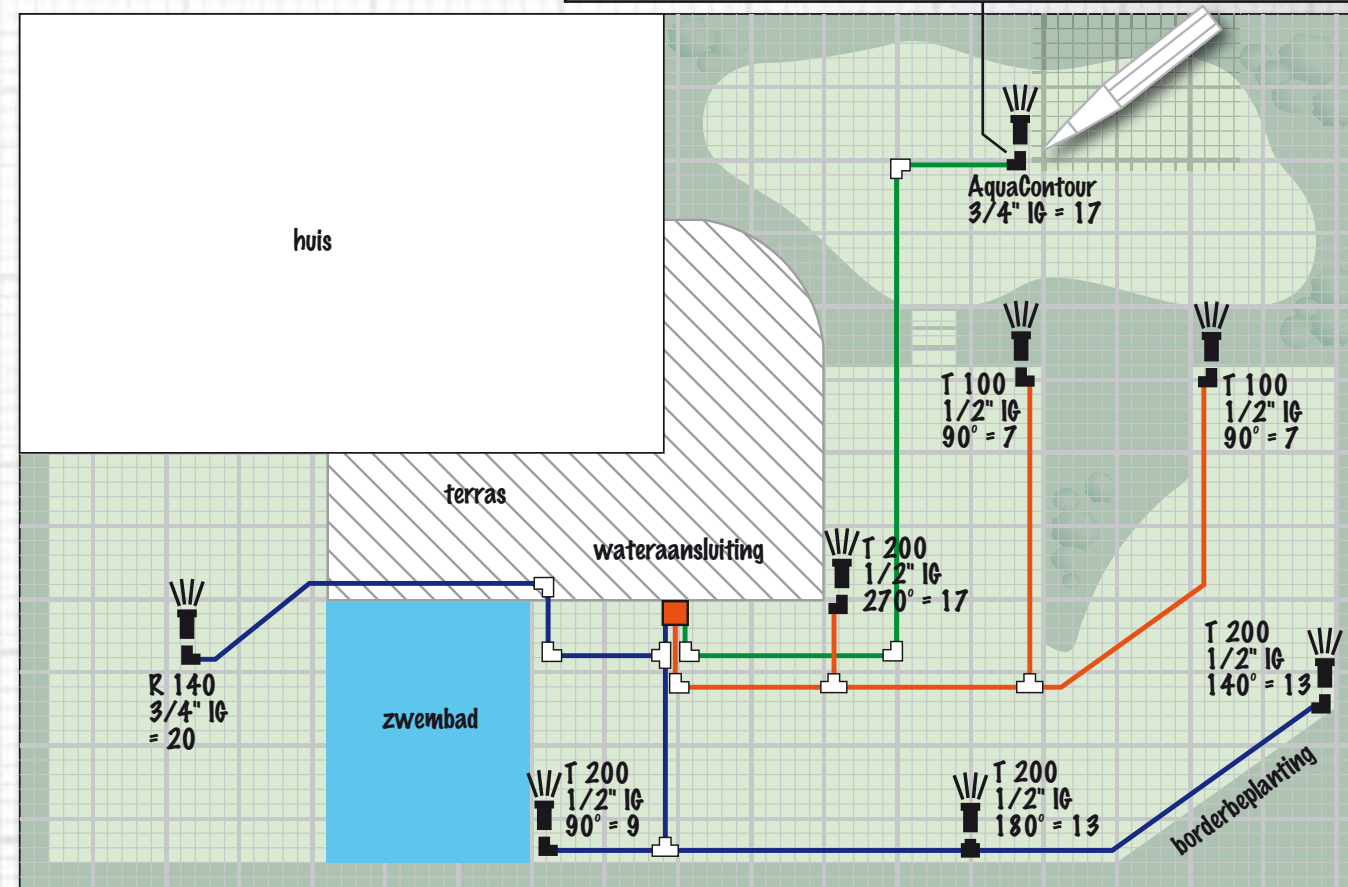 huis
AquaContour
3/4" IG = 17
T 100
1/2" IG
90° = 7
T 100
1/2" IG
90° = 7
terras
wateraansluiting
T 200
1/2" IG
270° = 17
R 140
3/4" IG
= 20
zwembad
T 200
1/2" IG
140° = 13
T 200
1/2" IG
90° = 9
T 200
1/2" IG
180° = 13
borderbeplanting